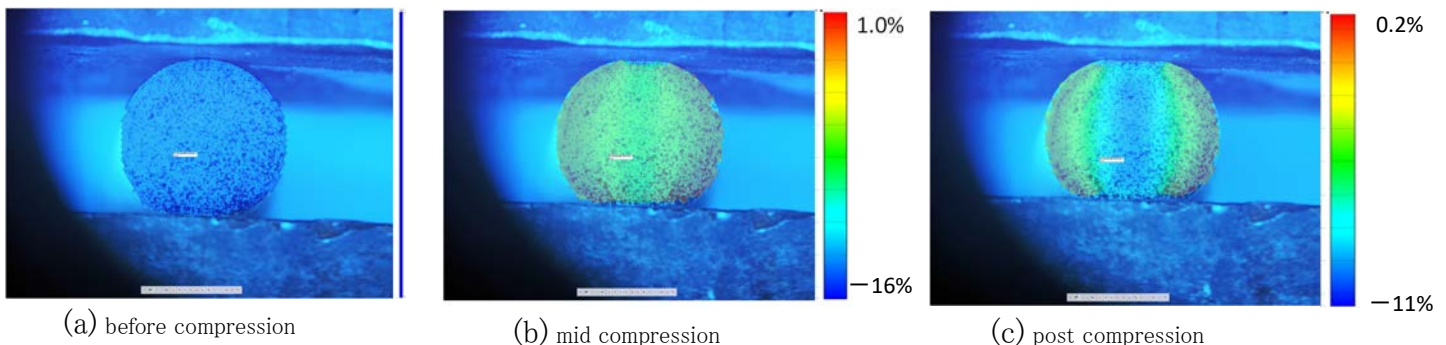 1.0%
－16%
0.2%
－11%
(a) before compression
(b) mid compression
(c) post compression